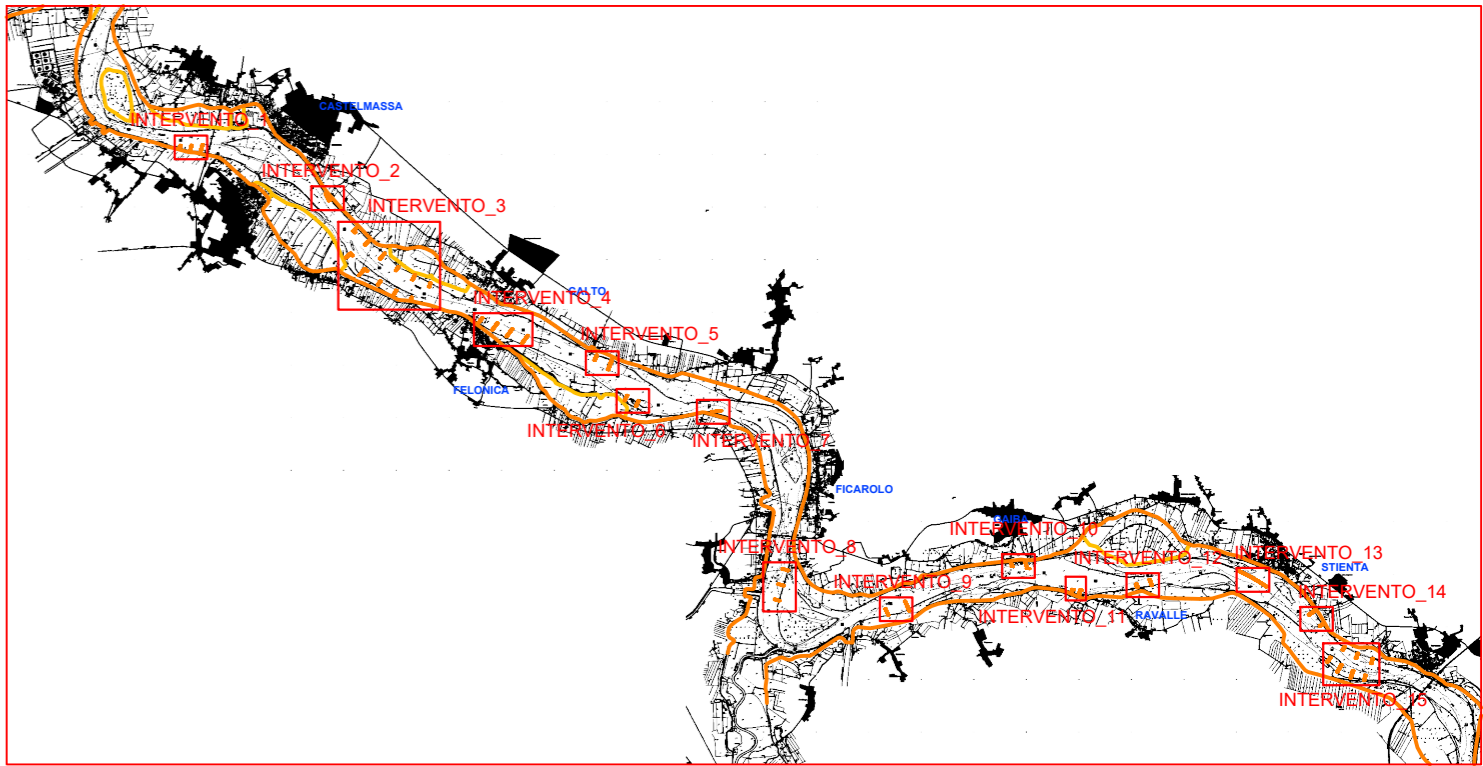 CASTELMASSA
INTERVENTO_1
INTERVENTO_2
INTERVENTO_3
CALTO
INTERVENTO_4
INTERVENTO_5
FELONICA
INTERVENTO_6
INTERVENTO_7
FICAROLO
GAIBA
INTERVENTO_10
INTERVENTO_8
INTERVENTO_12
INTERVENTO_13
STIENTA
INTERVENTO_9
INTERVENTO_14
INTERVENTO_11
RAVALLE
INTERVENTO_15